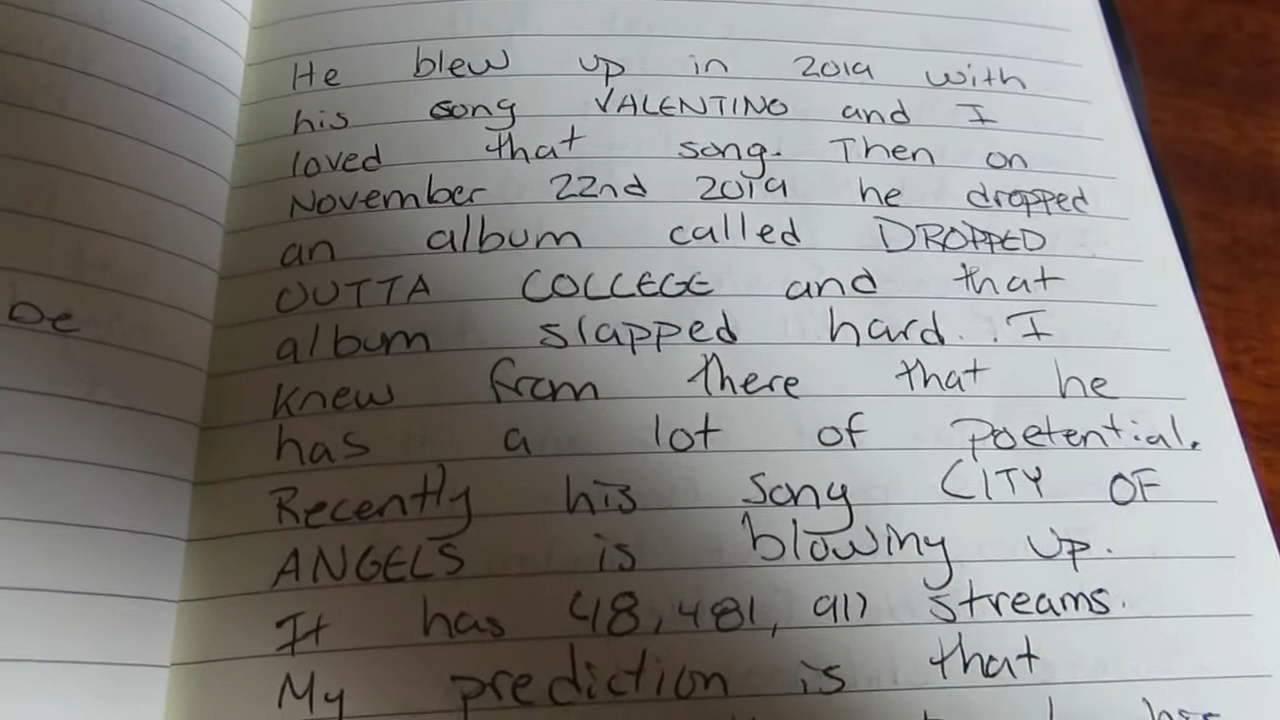 He blew up in 2019 with
his song VALENTINO and I
loved that song. Then on
November 22nd 2019 he dropped
an album called DROPPED
OUTTA COLLEGE and that
be
album slapped hard. I
knew from there that he
has a lot of poetential.
Recently his song CITY OF
ANGELS is blowing up.
It has 48,481,917 streams.
My prediction is that